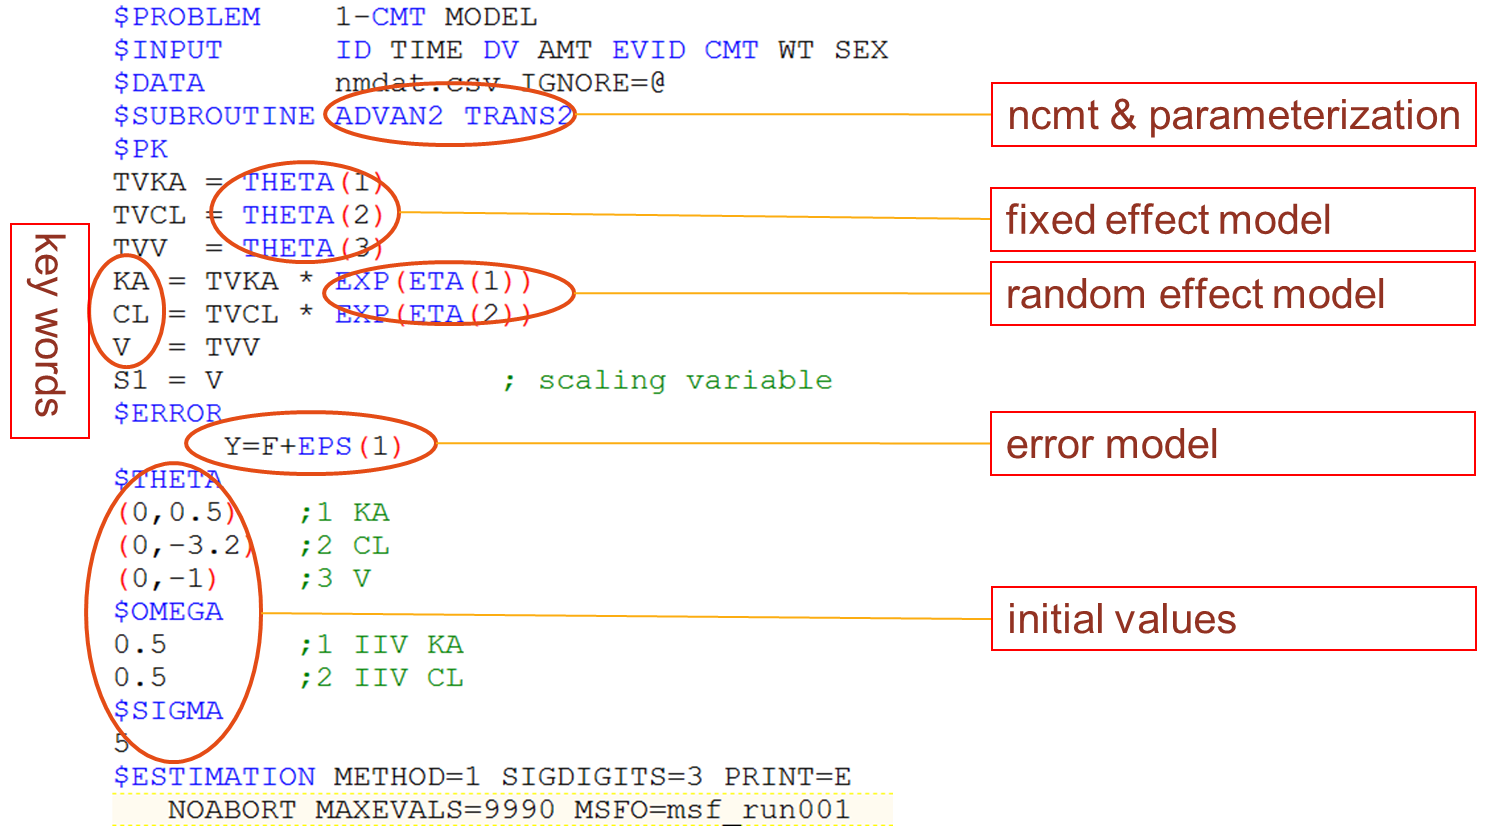 $PROBLEM 1-CMT MODEL
$INPUT ID TIME DV AMT EVID CMT WT SEX
$DATA nmdat.csv IGNORE=@
$SUBROUTINE ADVAN2 TRANS2
ncmt & parameterization
$PK
TVKA = THETA(1)
TVCL = THETA(2)
fixed effect model
TVV = THETA(3)
key words
KA = TVKA * EXP(ETA(1))
random effect model
CL = TVCL * EXP(ETA(2))
V = TVV
S1 = V ; scaling variable
$ERROR
Y=F+EPS(1)
error model
$THETA
(0,0.5) ;1 KA
(0,-3.2) ;2 CL
(0,-1) ;3 V
$OMEGA
initial values
0.5 ;1 IIV KA
0.5 ;2 IIV CL
$SIGMA
5
$ESTIMATION METHOD=1 SIGDIGITS=3 PRINT=E
NOABORT MAXEVALS=9990 MSFO=msf_run001